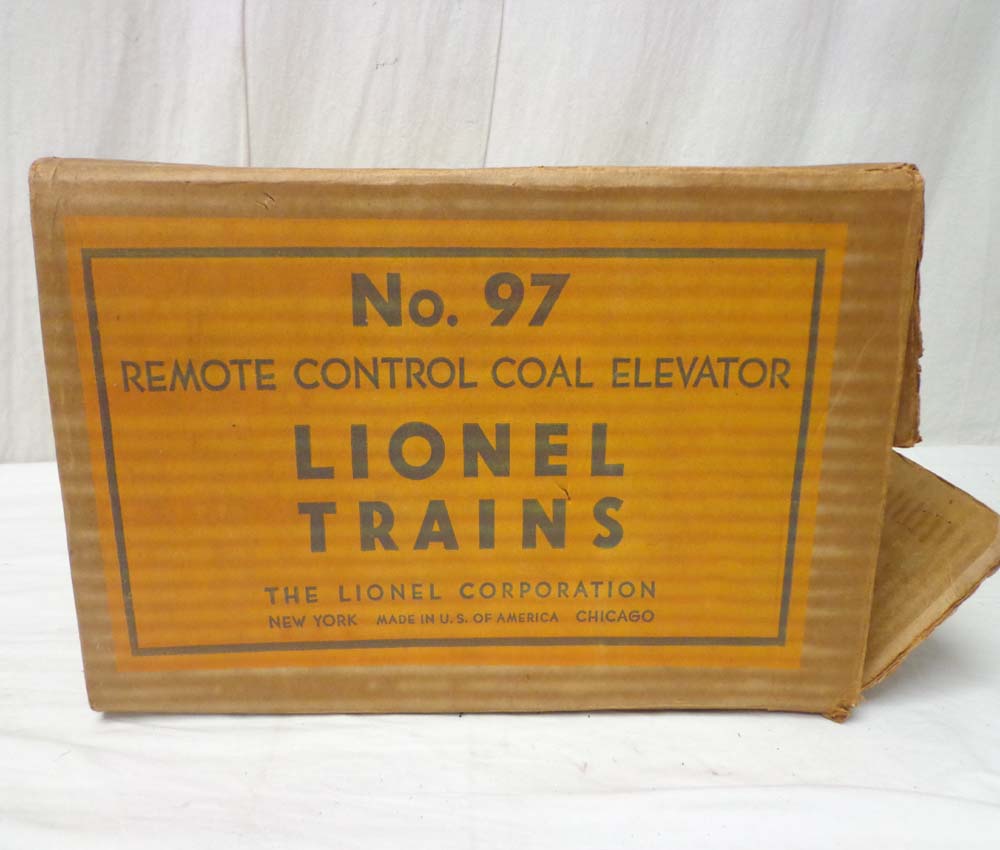 No. 97
REMOTE CONTROL COAL ELEVATOR
LIONEL
TRAINS
THE LIONEL CORPORATION
NEW YORK MADE IN U.S. OF AMERICA CHICAGO